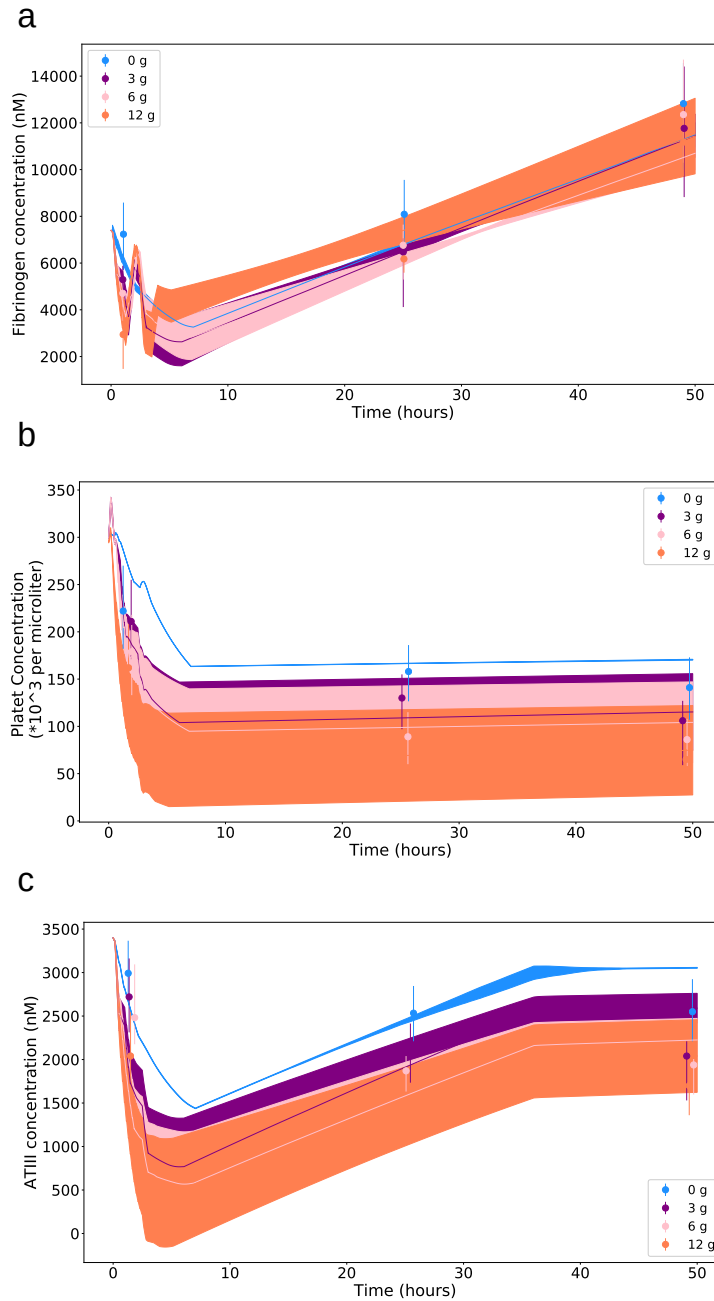 a
Fibrinogen concentration (nM)
14000
12000
10000
8000
6000
4000
2000
0 g
3 g
6 g
12 g
0 10 20 30 40 50
Time (hours)
b
Platet Concentration
(*10^3 per microliter)
350
300
250
200
150
100
50
0
0 g
3 g
6 g
12 g
0 10 20 30 40 50
Time (hours)
c
ATIII concentration (nM)
3500
3000
2500
2000
1500
1000
500
0
0 g
3 g
6 g
12 g
0 10 20 30 40 50
Time (hours)